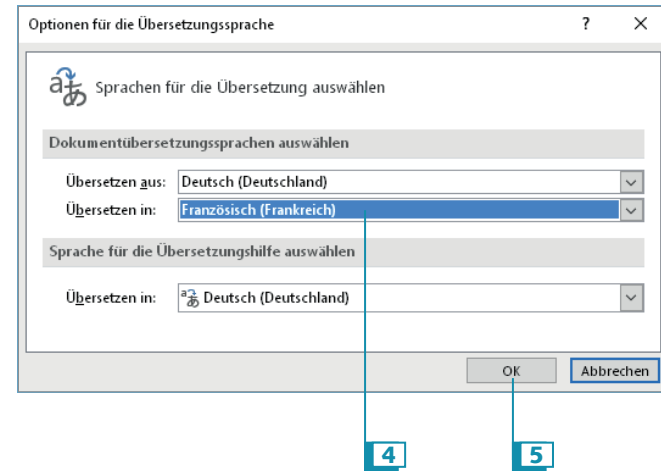 Optionen für die Übersetzungssprache ?
Sprachen für die Übersetzung auswählen
Dokumentübersetzungssprachen auswählen
Übersetzen aus: Deutsch (Deutschland)
Übersetzen in: Französisch (Frankreich)
Sprache für die Übersetzungshilfe auswählen
Übersetzen in: Deutsch (Deutschland)
OK Abbrechen
4 5